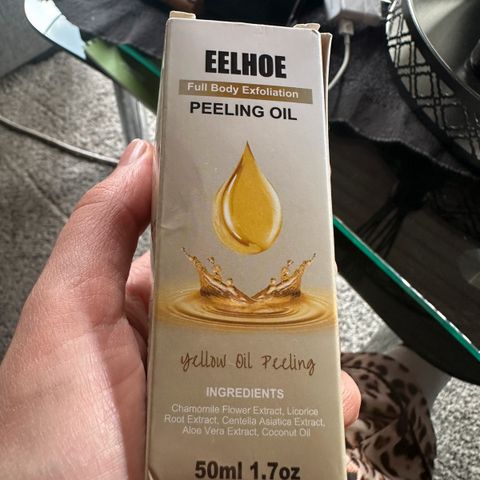 EELHOE
Full Body Exfoliation
PEELING OIL
yellow Oil Peeling
INGREDIENTS
Chamomile Flower Extract, Licorice
Root Extract, Centella Asiatica Extract,
Aloe Vera Extract, Coconut Oil
50ml 1.7oz